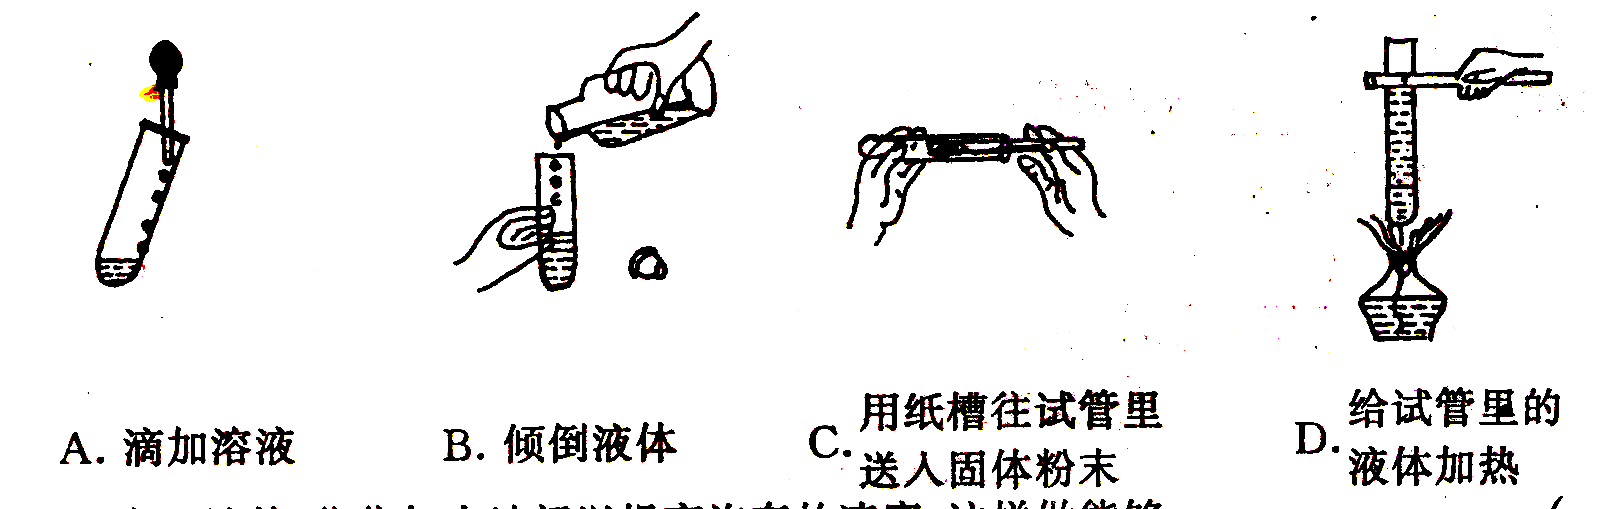 A. 滴加溶液
B. 倾倒液体
C. 用纸槽往试管里
送入固体粉末
D. 给试管里的
液体加热